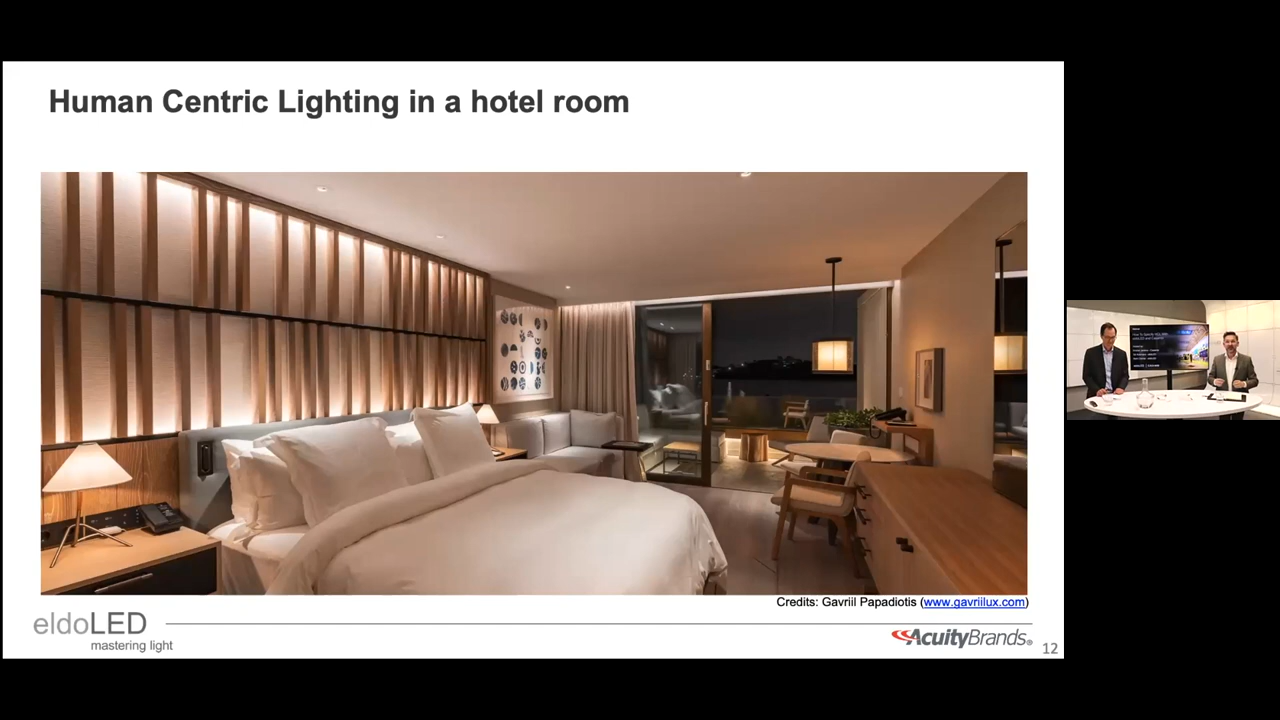 Human Centric Lighting in a hotel room
Credits: Gavriil Papadiotis (www.gavriilux.com)
eldoLED
mastering light
AcuityBrands®
12